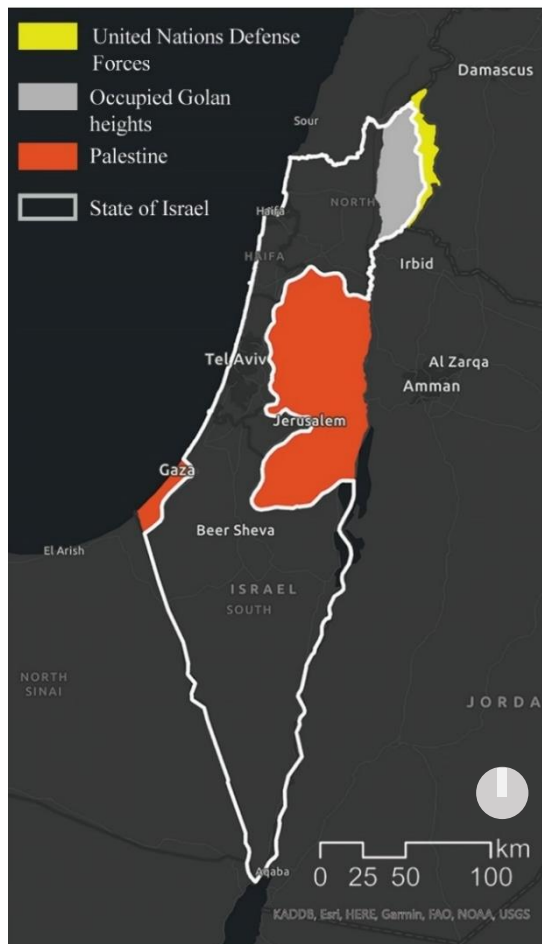 United Nations Defense
Forces
Occupied Golan
heights
Palestine
State of Israel
Damascus
Sour
NORTH
Haifa
HAIFA
Irbid
Tel Aviv
Al Zarqa
Amman
Jerusalem
Gaza
Beer Sheva
El Arish
ISRAEL
SOUTH
NORTH
SINAI
JORDA
km
0 25 50 100
Aqaba
KADDB, Esri, HERE, Garmin, FAO, NOAA, USGS